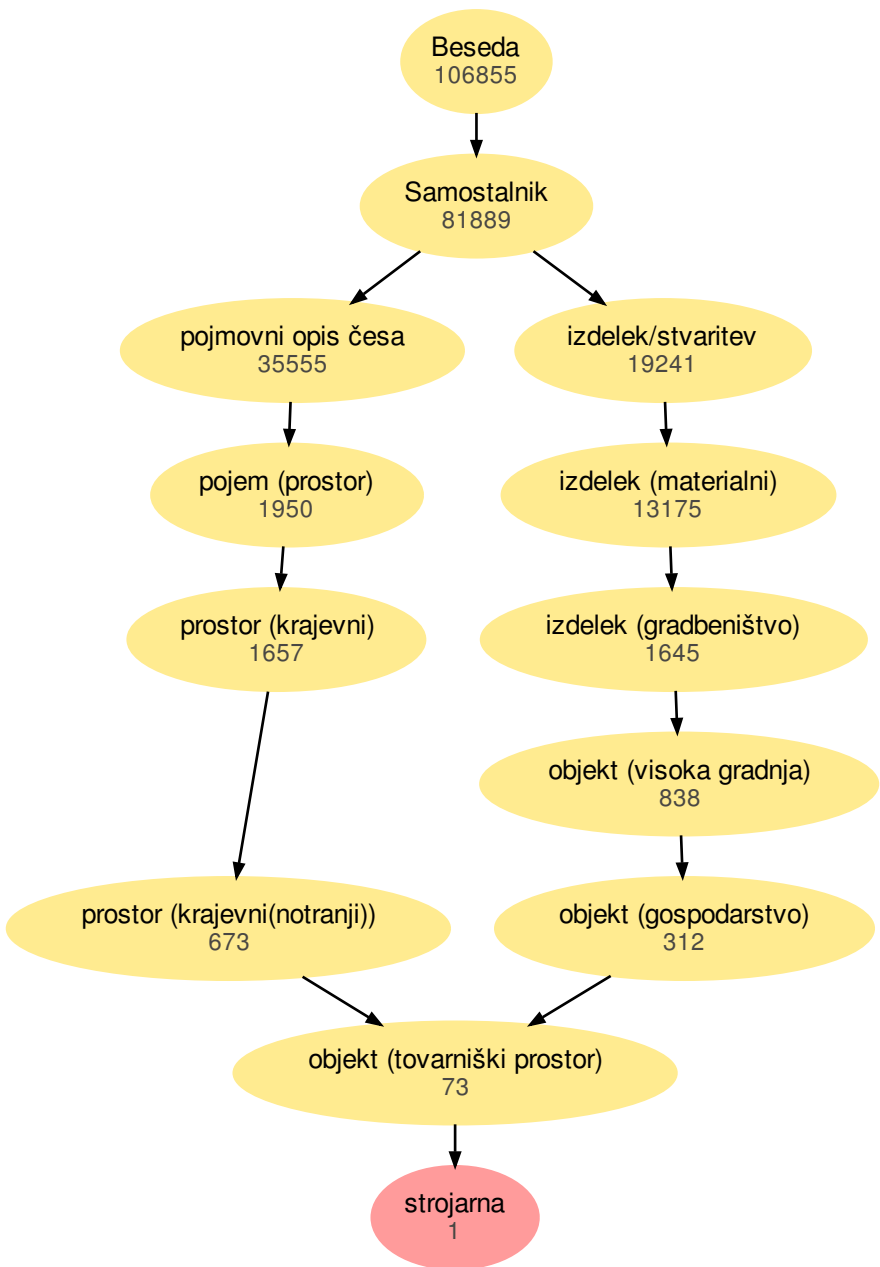 Beseda
106855
Samostalnik
81889
pojmovni opis česa
35555
izdelek/stvaritev
19241
pojem (prostor)
1950
izdelek (materialni)
13175
prostor (krajevni)
1657
izdelek (gradbeništvo)
1645
objekt (visoka gradnja)
838
prostor (krajevni(notranji))
673
objekt (gospodarstvo)
312
objekt (tovarniški prostor)
73
strojarna
1